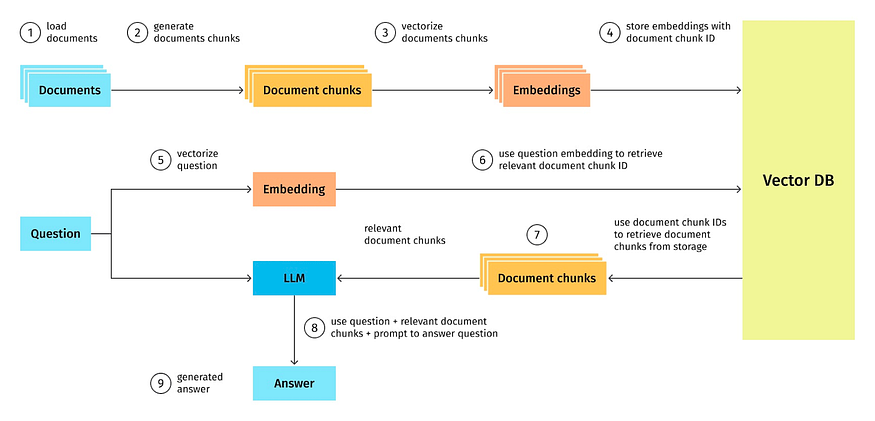 1 load
documents
2 generate
documents chunks
3 vectorize
documents chunks
4 store embeddings with
document chunk ID
Documents
Document chunks
Embeddings
Vector DB
5 vectorize
question
6 use question embedding to retrieve
relevant document chunk ID
Embedding
Question
relevant
document chunks
7
use document chunk IDs
to retrieve document
chunks from storage
LLM
Document chunks
8 use question + relevant document
chunks + prompt to answer question
9 generated
answer
Answer